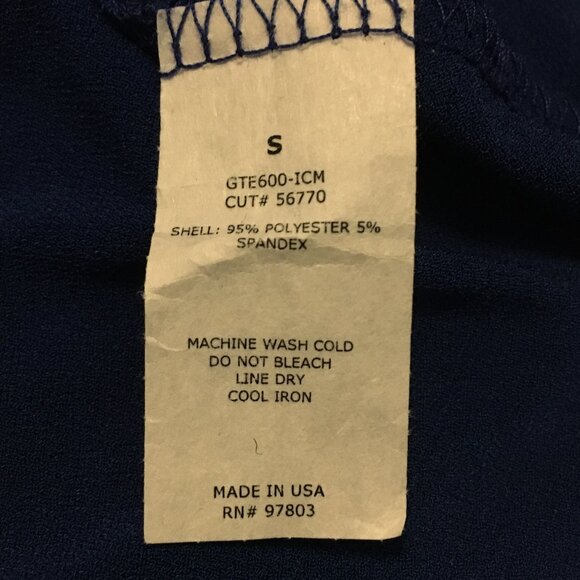 S
GTE600-ICM
CUT# 56770
SHELL: 95% POLYESTER 5%
SPANDEX
MACHINE WASH COLD
DO NOT BLEACH
LINE DRY
COOL IRON
MADE IN USA
RN# 97803